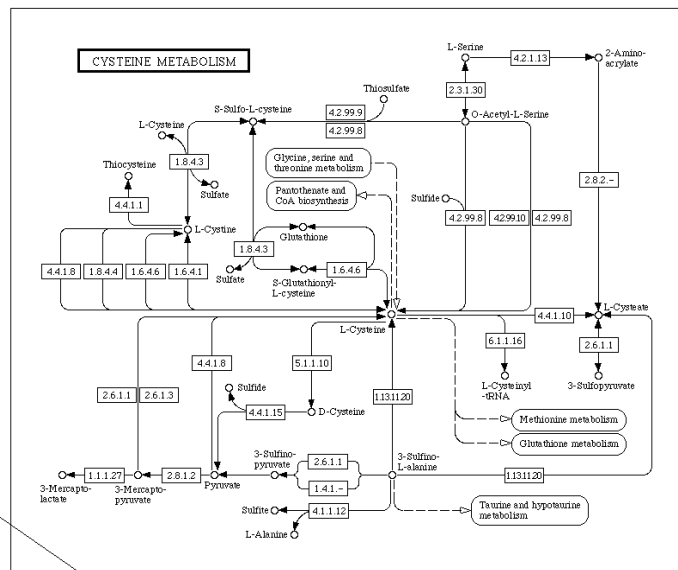 CYSTEINE METABOLISM
L-Serine
4.2.1.13
2-Amino-
acrylate
2.3.1.30
Thiosulfate
S-Sulfo-L-cysteine
4.2.99.9
4.2.99.8
O-Acetyl-L-Serine
L-Cysteine
1.8.4.3
Sulfate
Thiocysteine
4.4.1.1
Glycine, serine and
threonine metabolism
Pantothenate and
CoA biosynthesis
2.8.2.-
Sulfide
4.2.99.8
4.2.99.10
4.2.99.8
L-Cystine
Glutathione
1.8.4.3
Sulfate
4.4.1.8
1.8.4.4
1.6.4.6
1.6.4.1
1.6.4.6
S-Glutathionyl-
L-cysteine
L-Cysteine
4.4.1.10
L-Cysteate
6.1.1.16
2.6.1.1
L-Cysteinyl
-tRNA
3-Sulfopyruvate
4.4.1.8
5.1.1.10
2.6.1.1
2.6.1.3
Sulfide
4.4.1.15
D-Cysteine
1.13.11.20
Methionine metabolism
Glutathione metabolism
3-Sulfino-
pyruvate
2.6.1.1
1.4.1.-
3-Sulfino-
L-alanine
1.13.11.20
1.1.1.27
2.8.1.2
3-Mercapto-
lactate
3-Mercapto-
pyruvate
Pyruvate
Sulfite
4.1.1.12
L-Alanine
Taurine and hypotaurine
metabolism